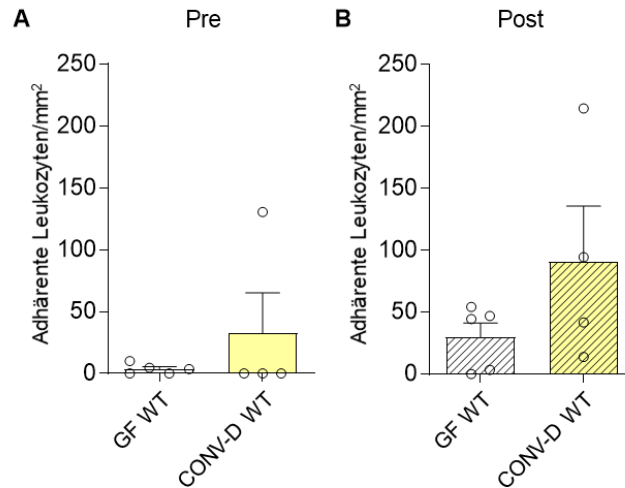 A
Pre
Adhärente Leukozyten/mm²
250
200
150
100
50
0
GF WT
CONV-D WT
B
Post
Adhärente Leukozyten/mm²
250
200
150
100
50
0
GF WT
CONV-D WT